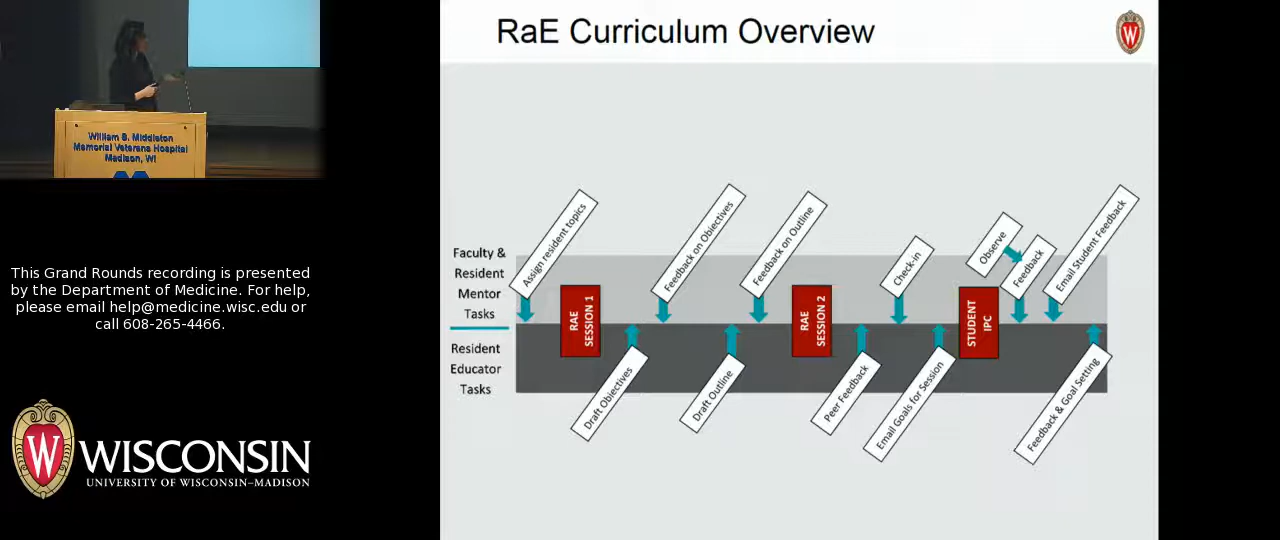 RaE Curriculum Overview
W
William S. Middleton
Memorial Veterans Hospital
Madison, WI
This Grand Rounds recording is presented
by the Department of Medicine. For help,
please email help@medicine.wisc.edu or
call 608-265-4466.
W
WISCONSIN
UNIVERSITY OF WISCONSIN–MADISON
Faculty &
Resident
Mentor
Tasks
Resident
Educator
Tasks
Assign resident topics
RAE
SESSION 1
Draft Objectives
Feedback on Objectives
Draft Outline
Feedback on Outline
RAE
SESSION 2
Peer Feedback
Check-in
Email Goals for Session
STUDENT
IPC
Observe
Feedback
Email Student Feedback
Feedback & Goal Setting